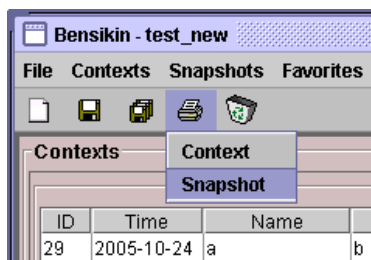 Bensikin - test_new
File Contexts Snapshots Favorites
Context
Contexts
Snapshot
ID Time Name
29 2005-10-24 a b